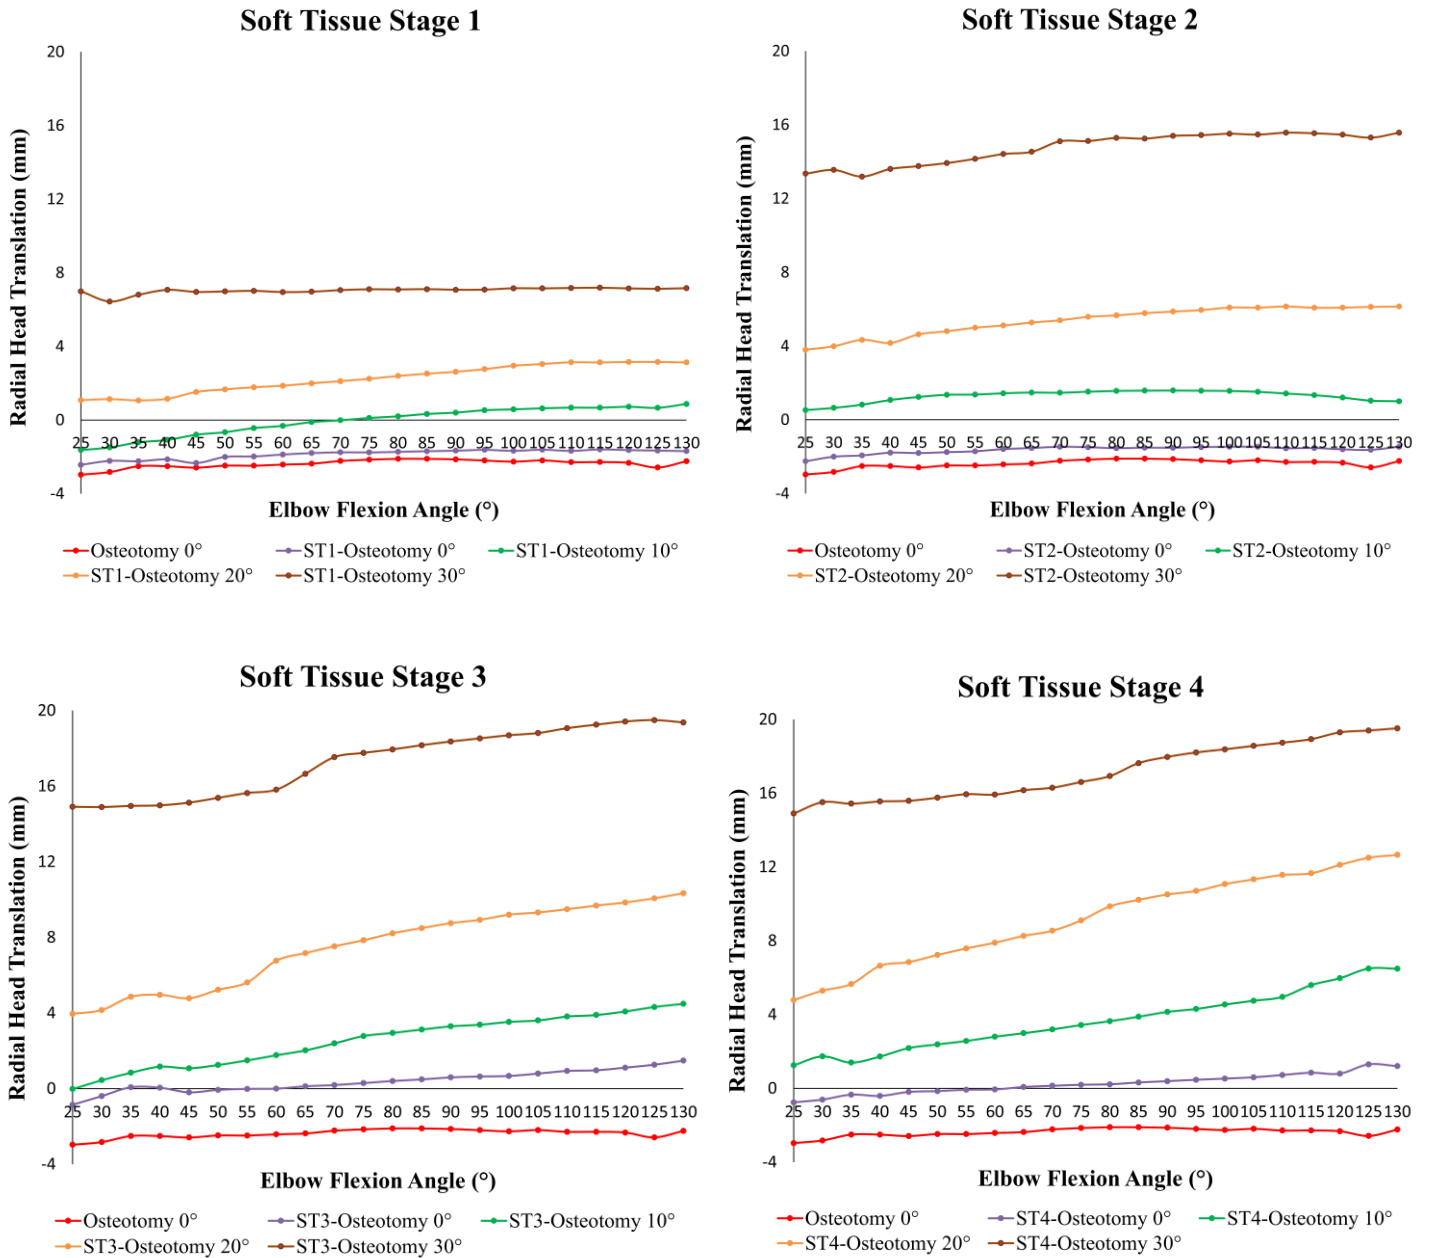 Soft Tissue Stage 1
20
16
12
8
4
0
-4
Radial Head Translation (mm)
25 30 35 40 45 50 55 60 65 70 75 80 85 90 95 100 105 110 115 120 125 130
Elbow Flexion Angle (°)
Osteotomy 0° ST1-Osteotomy 0° ST1-Osteotomy 10°
ST1-Osteotomy 20° ST1-Osteotomy 30°
Soft Tissue Stage 2
20
16
12
8
4
0
-4
Radial Head Translation (mm)
25 30 35 40 45 50 55 60 65 70 75 80 85 90 95 100 105 110 115 120 125 130
Elbow Flexion Angle (°)
Osteotomy 0° ST2-Osteotomy 0° ST2-Osteotomy 10°
ST2-Osteotomy 20° ST2-Osteotomy 30°
Soft Tissue Stage 3
20
16
12
8
4
0
-4
Radial Head Translation (mm)
25 30 35 40 45 50 55 60 65 70 75 80 85 90 95 100 105 110 115 120 125 130
Elbow Flexion Angle (°)
Osteotomy 0° ST3-Osteotomy 0° ST3-Osteotomy 10°
ST3-Osteotomy 20° ST3-Osteotomy 30°
Soft Tissue Stage 4
20
16
12
8
4
0
-4
Radial Head Translation (mm)
25 30 35 40 45 50 55 60 65 70 75 80 85 90 95 100 105 110 115 120 125 130
Elbow Flexion Angle (°)
Osteotomy 0° ST4-Osteotomy 0° ST4-Osteotomy 10°
ST4-Osteotomy 20° ST4-Osteotomy 30°